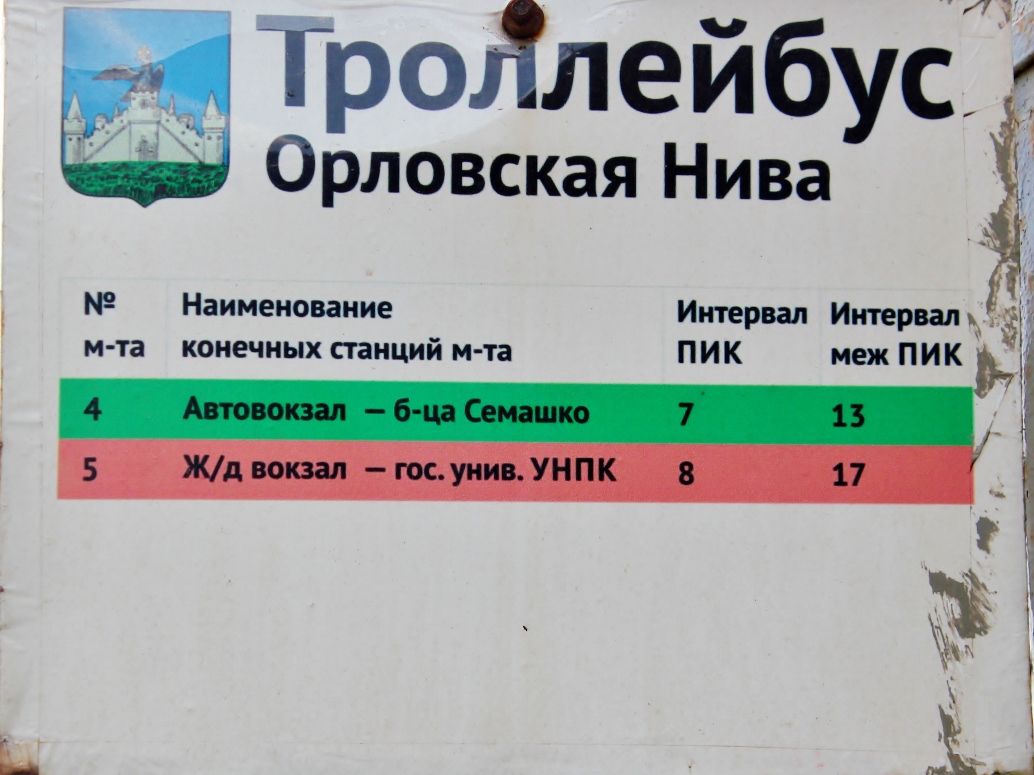 Троллейбус
Орловская Нива
№ Наименование Интервал Интервал
м-та конечных станций м-та ПИК меж ПИК
4 Автовокзал – б-ца Семашко 7 13
5 Ж/д вокзал – гос. унив. УНПК 8 17